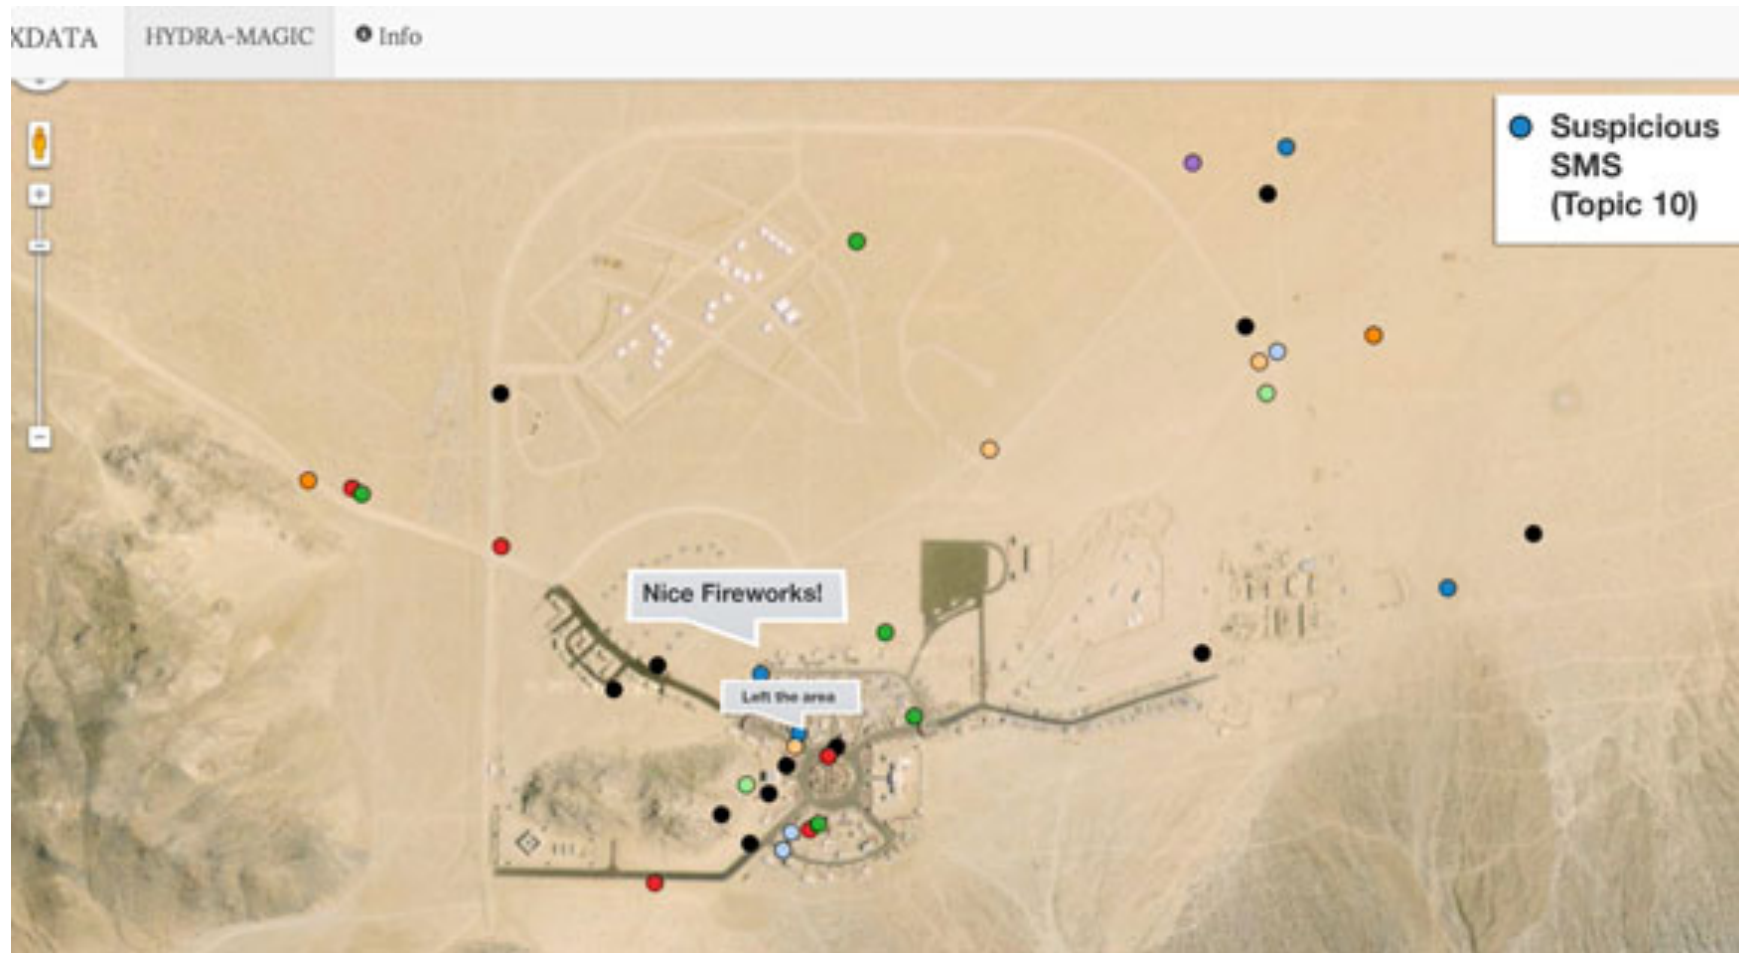 XDATA HYDRA-MAGIC Info
Suspicious
SMS
(Topic 10)
Nice Fireworks!
Left the area